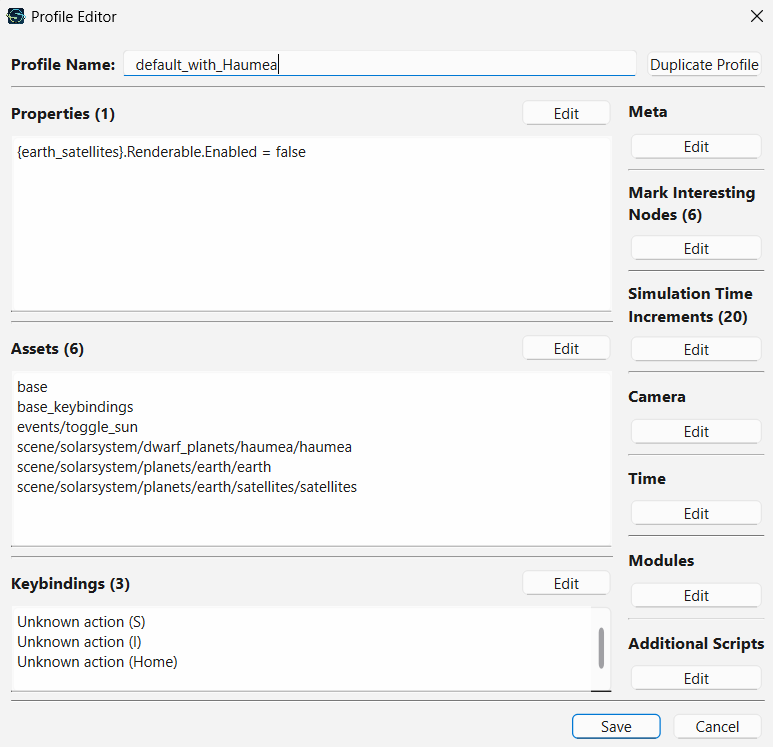 Profile Editor
Profile Name: default_with_Haumea Duplicate Profile
Properties (1) Edit
{earth_satellites}.Renderable.Enabled = false
Assets (6) Edit
base
base_keybindings
events/toggle_sun
scene/solarsystem/dwarf_planets/haumea/haumea
scene/solarsystem/planets/earth/earth
scene/solarsystem/planets/earth/satellites/satellites
Keybindings (3) Edit
Unknown action (S)
Unknown action (I)
Unknown action (Home)
Meta
Edit
Mark Interesting
Nodes (6)
Edit
Simulation Time
Increments (20)
Edit
Camera
Edit
Time
Edit
Modules
Edit
Additional Scripts
Edit
Save Cancel